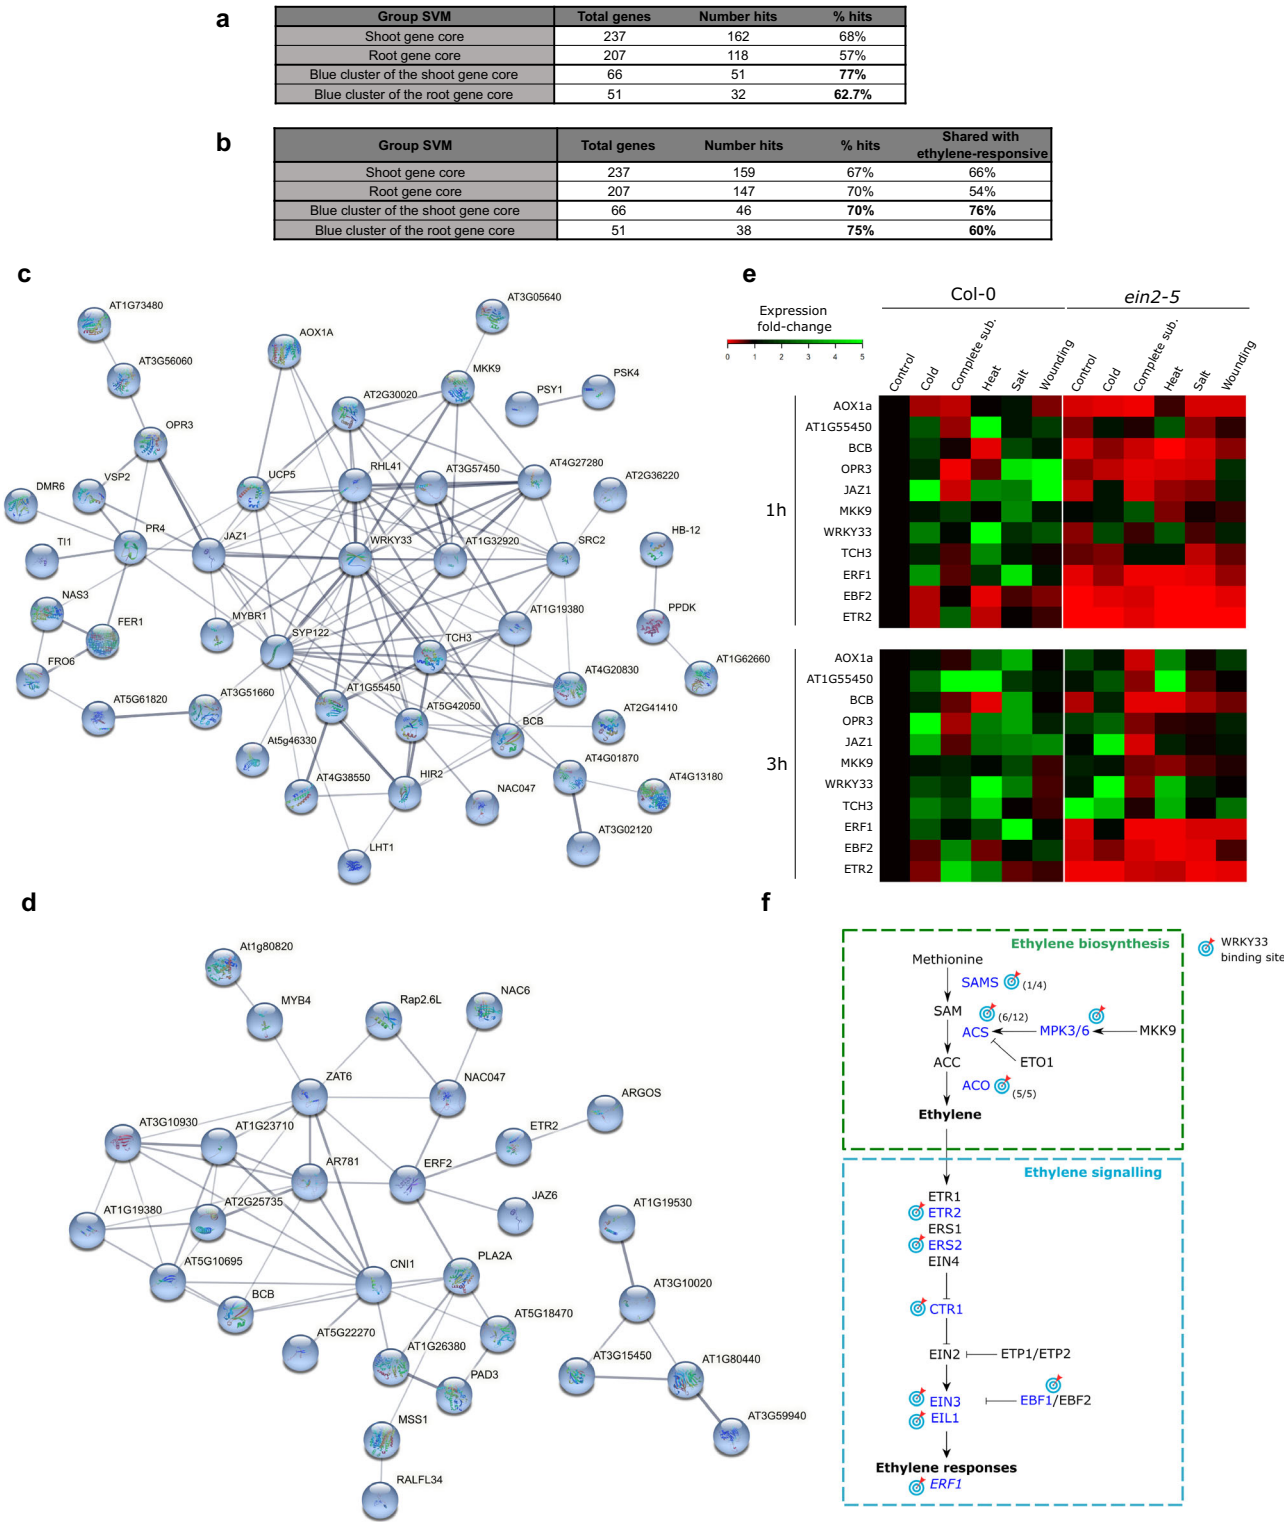 a
Group SVM Total genes Number hits % hits
Shoot gene core 237 162 68%
Root gene core 207 118 57%
Blue cluster of the shoot gene core 66 51 77%
Blue cluster of the root gene core 51 32 62.7%
b
Group SVM Total genes Number hits % hits Shared with
ethylene-responsive
Shoot gene core 237 159 67% 66%
Root gene core 207 147 70% 54%
Blue cluster of the shoot gene core 66 46 70% 76%
Blue cluster of the root gene core 51 38 75% 60%
c
AT1G73480
AT3G05640
AOX1A
AT3G56060
MKK9
PSY1
PSK4
AT2G30020
OPR3
UCP5
RHL41
AT3G57450
AT4G27280
AT2G36220
DMR6
VSP2
TI1
PR4
JAZ1
WRKY33
AT1G32920
SRC2
HB-12
NAS3
FER1
MYBR1
SYP122
TCH3
AT1G19380
PPDK
FRO6
AT4G20830
AT1G62660
AT5G61820
AT3G51660
AT1G55450
AT5G42050
BCB
AT2G41410
At5g46330
AT4G38550
HIR2
NAC047
AT4G01870
AT4G13180
AT3G02120
LHT1
d
At1g80820
MYB4
Rap2.6L
NAC6
ZAT6
NAC047
ARGOS
AT3G10930
AT1G23710
ETR2
AR781
ERF2
AT1G19380
AT2G25735
JAZ6
AT1G19530
AT5G10695
CNI1
PLA2A
AT3G10020
BCB
AT5G22270
AT1G26380
AT5G18470
AT3G15450
AT1G80440
PAD3
MSS1
AT3G59940
RALFL34
e
Col-0 ein2-5
Expression
fold-change
0 1 2 3 4 5
Control Cold Complete sub. Heat Salt Wounding Control Cold Complete sub. Heat Salt Wounding
1h
AOX1a
AT1G55450
BCB
OPR3
JAZ1
MKK9
WRKY33
TCH3
ERF1
EBF2
ETR2
3h
AOX1a
AT1G55450
BCB
OPR3
JAZ1
MKK9
WRKY33
TCH3
ERF1
EBF2
ETR2
f
Ethylene biosynthesis
WRKY33
binding site
Methionine
SAMS (1/4)
SAM
(6/12)
ACS MPK3/6 MKK9
ACC ETO1
ACO (5/5)
Ethylene
Ethylene signalling
ETR1
ETR2
ERS1
ERS2
EIN4
CTR1
EIN2 ETP1/ETP2
EIN3 EBF1/EBF2
EIL1
Ethylene responses
ERF1